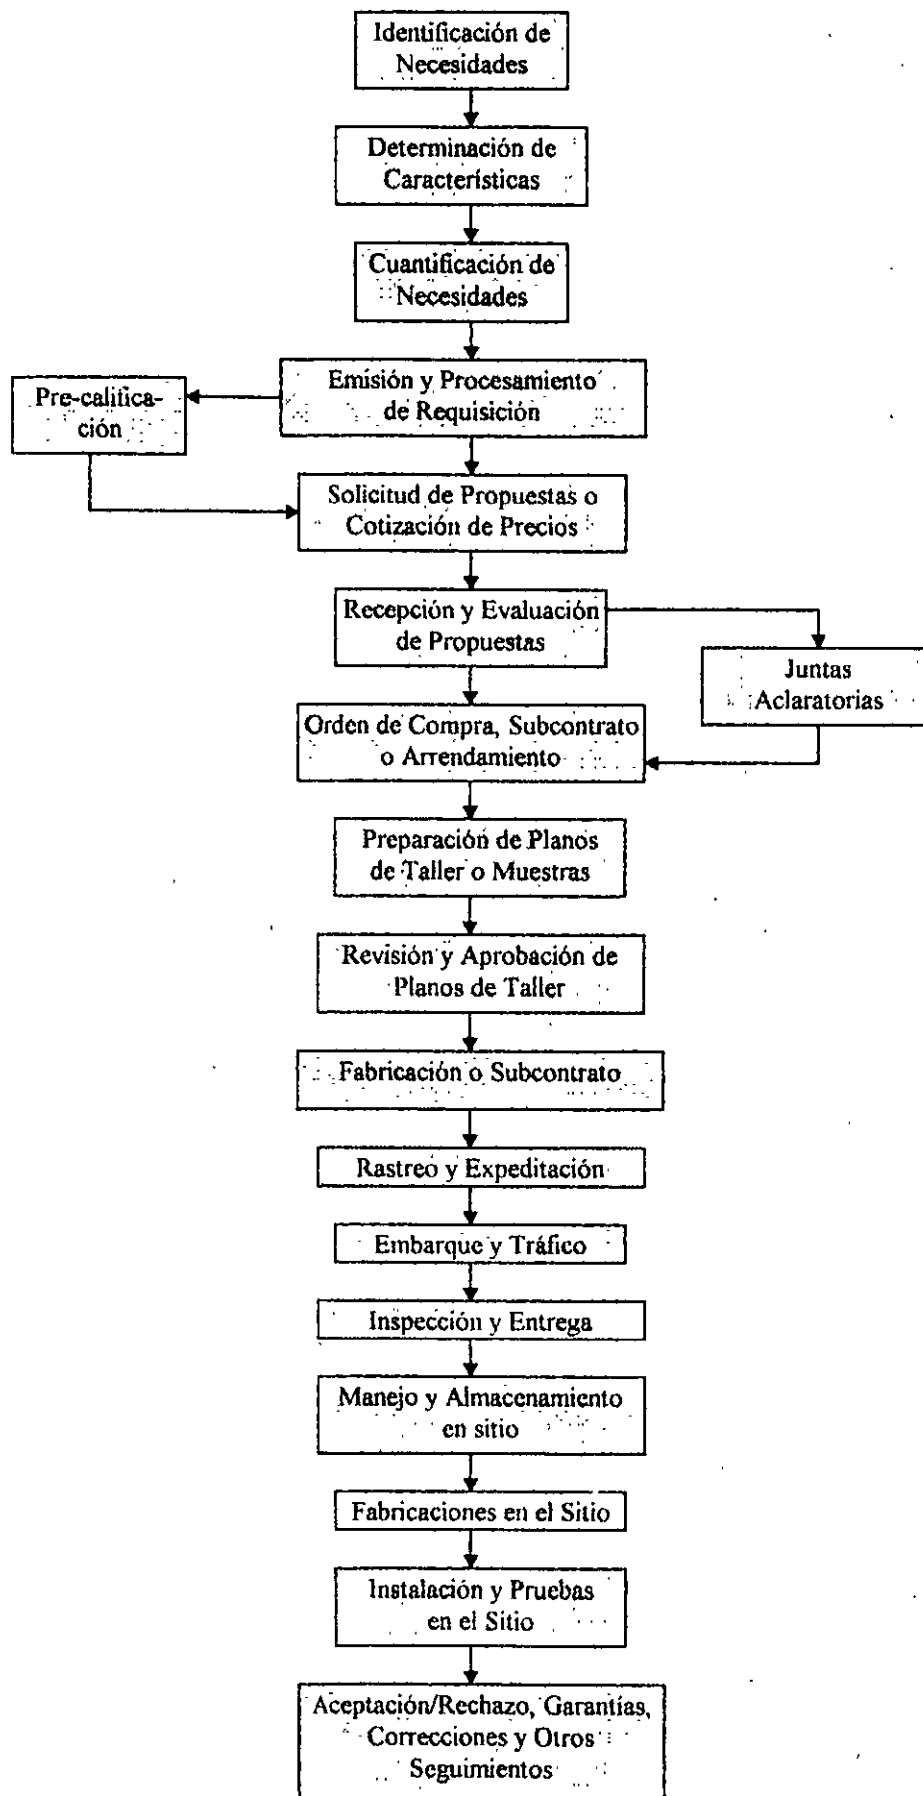 Identificación de
Necesidades
Determinación de
Características
Cuantificación de
Necesidades
Emisión y Procesamiento
de Requisición
Pre-califica-
ción
Solicitud de Propuestas o
Cotización de Precios
Recepción y Evaluación
de Propuestas
Juntas
Aclaratorias
Orden de Compra, Subcontrato
o Arrendamiento
Preparación de Planos
de Taller o Muestras
Revisión y Aprobación de
Planos de Taller
Fabricación o Subcontrato
Rastreo y Expeditación
Embarque y Tráfico
Inspección y Entrega
Manejo y Almacenamiento
en sitio
Fabricaciones en el Sitio
Instalación y Pruebas
en el Sitio
Aceptación/Rechazo, Garantías,
Correcciones y Otros
Seguimientos